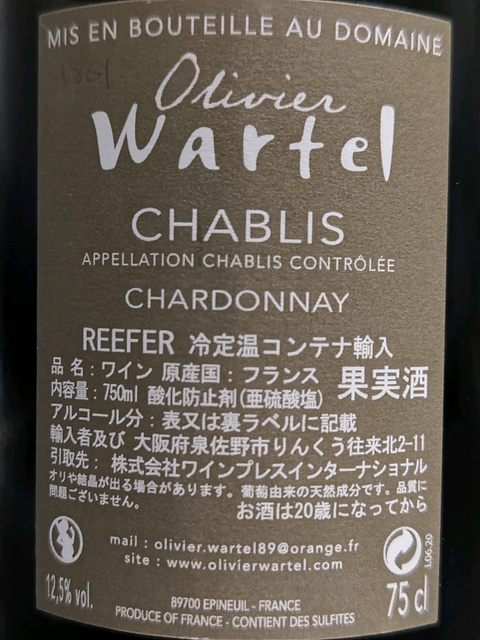 MIS EN BOUTEILLE AU DOMAINE
Olivier
Wartel
CHABLIS
APPELLATION CHABLIS CONTRÔLÉE
CHARDONNAY
REEFER 冷定温コンテナ輸入
品名：ワイン 原産国：フランス 果実酒
内容量：750ml 酸化防止剤(亜硫酸塩)
アルコール分：表又は裏ラベルに記載
輸入者及び 大阪府泉佐野市りんくう往来北2-11
引取先： 株式会社ワインプレスインターナショナル
オリや結晶が出る場合があります。葡萄由来の天然成分です。品質に
問題ございません。 お酒は20歳になってから
mail : olivier.wartel89@orange.fr
site : www.olivierwartel.com
L06.20
12,5% vol.
75 cl
89700 EPINEUIL - FRANCE
PRODUCE OF FRANCE - CONTIENT DES SULFITES